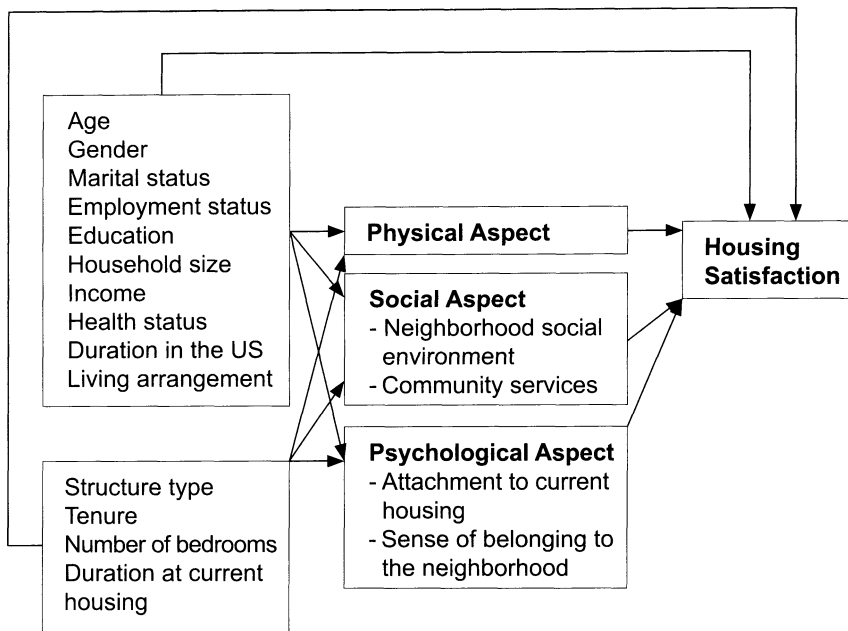 Age
Gender
Marital status
Employment status
Education
Household size
Income
Health status
Duration in the US
Living arrangement
Structure type
Tenure
Number of bedrooms
Duration at current
housing
Physical Aspect
Social Aspect
- Neighborhood social
environment
- Community services
Psychological Aspect
- Attachment to current
housing
- Sense of belonging to
the neighborhood
Housing
Satisfaction